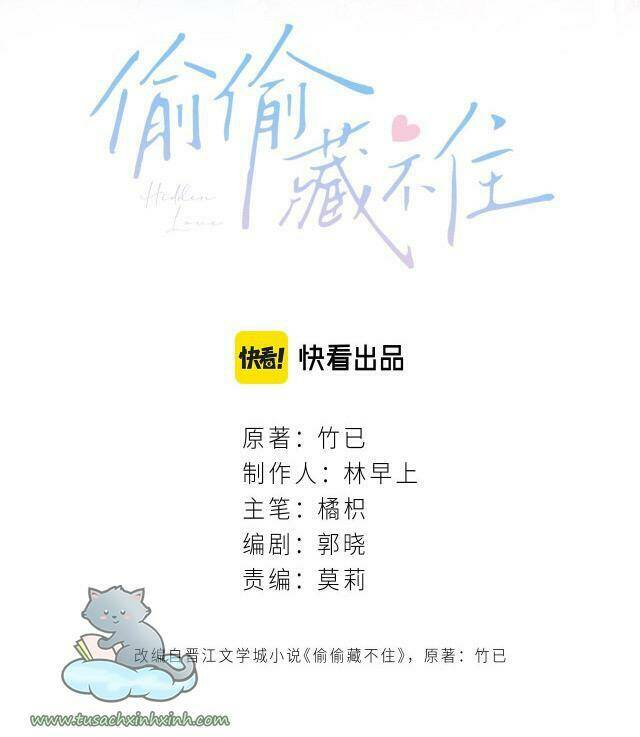 偷偷藏不住
Hidden
Love
快看! 快看出品
原著：竹已
制作人：林早上
主笔：橘枳
编剧：郭晓
责编：莫莉
改编自晋江文学城小说《偷偷藏不住》，原著：竹已
www.tusachxinhxinh.com